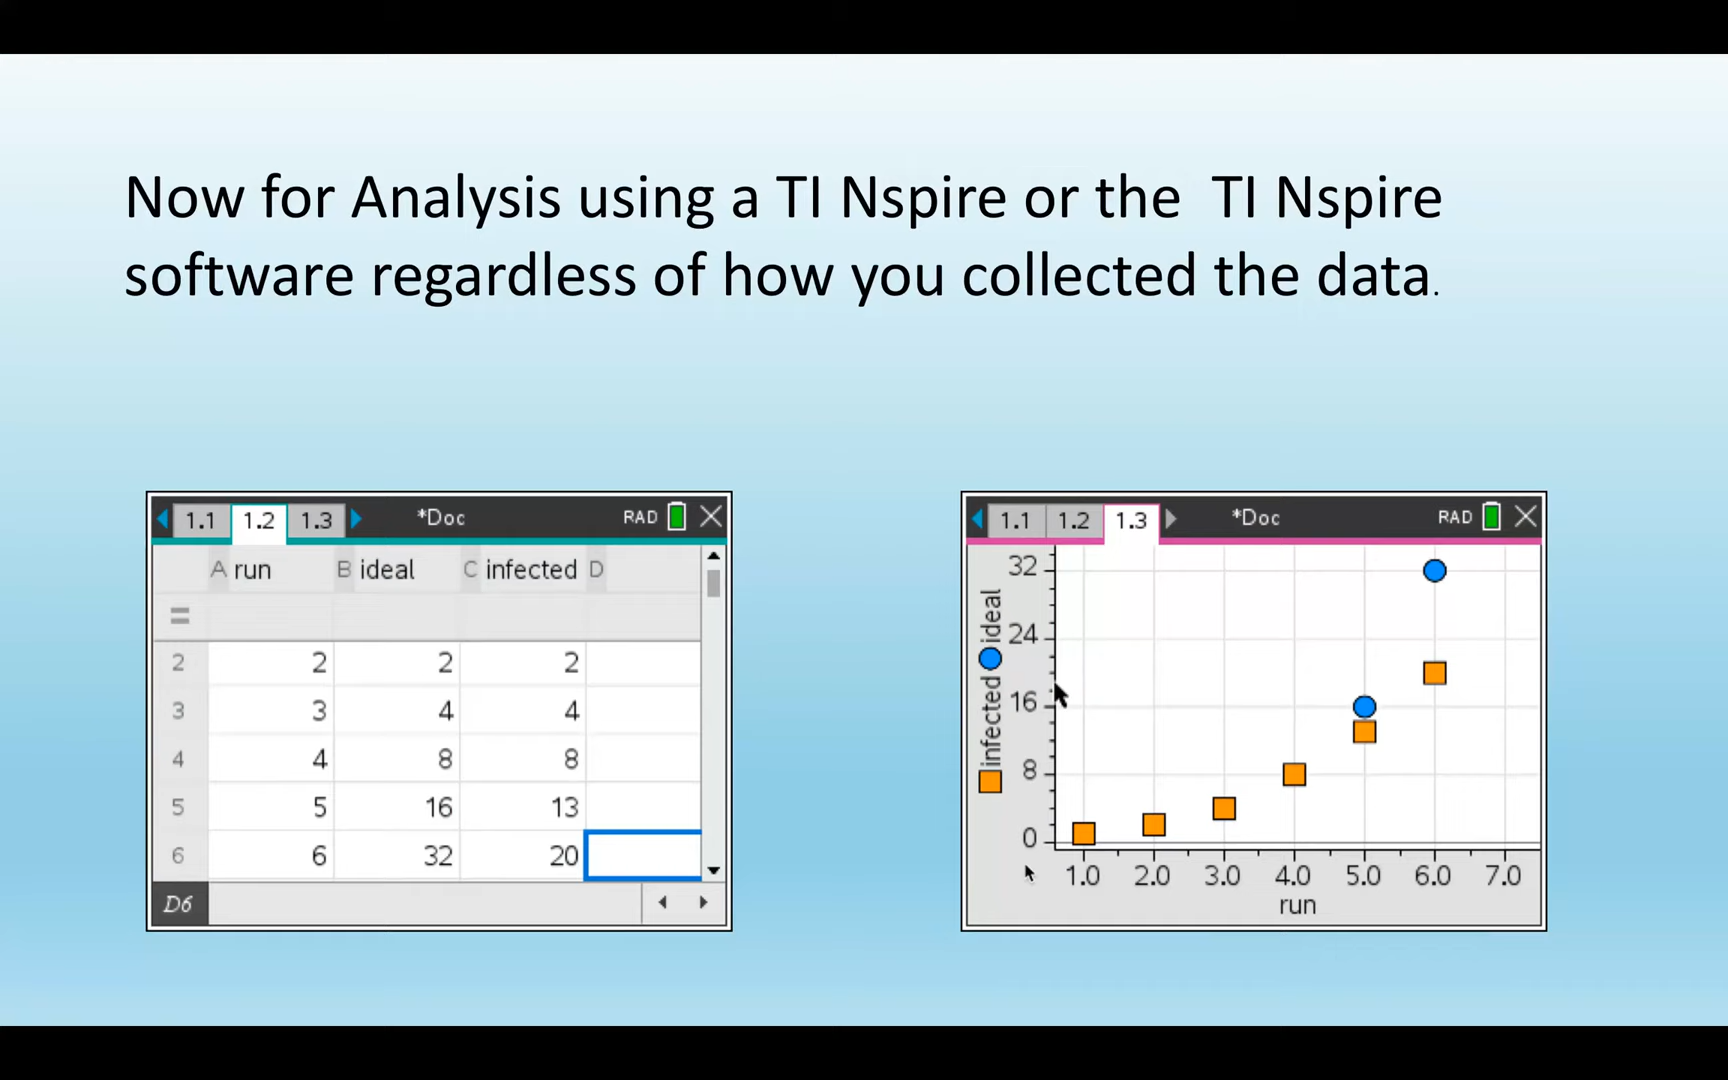 Now for Analysis using a TI Nspire or the TI Nspire
software regardless of how you collected the data.
1.1 1.2 1.3 *Doc RAD
A run B ideal C infected D
=
2 2 2 2
3 3 4 4
4 4 8 8
5 5 16 13
6 6 32 20
D6
1.1 1.2 1.3 *Doc RAD
infected ideal
32
24
16
8
0
1.0 2.0 3.0 4.0 5.0 6.0 7.0
run